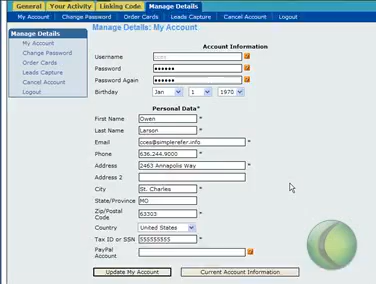 General Your Activity Linking Code Manage Details
My Account Change Password Order Cards Leads Capture Cancel Account Logout
Manage Details
My Account
Change Password
Order Cards
Leads Capture
Cancel Account
Logout
Manage Details: My Account
Account Information
Username
Password ••••••
Password Again ••••••
Birthday Jan 1 1970
Personal Data*
First Name Owen *
Last Name Larson *
Email cces@simplerefer.info *
Phone 636.244.9000 *
Address 2463 Annapolis Way *
Address 2
City St. Charles *
State/Province MO
Zip/Postal Code 63303 *
Country United States
Tax ID or SSN 555555555 *
PayPal Account
Update My Account Current Account Information